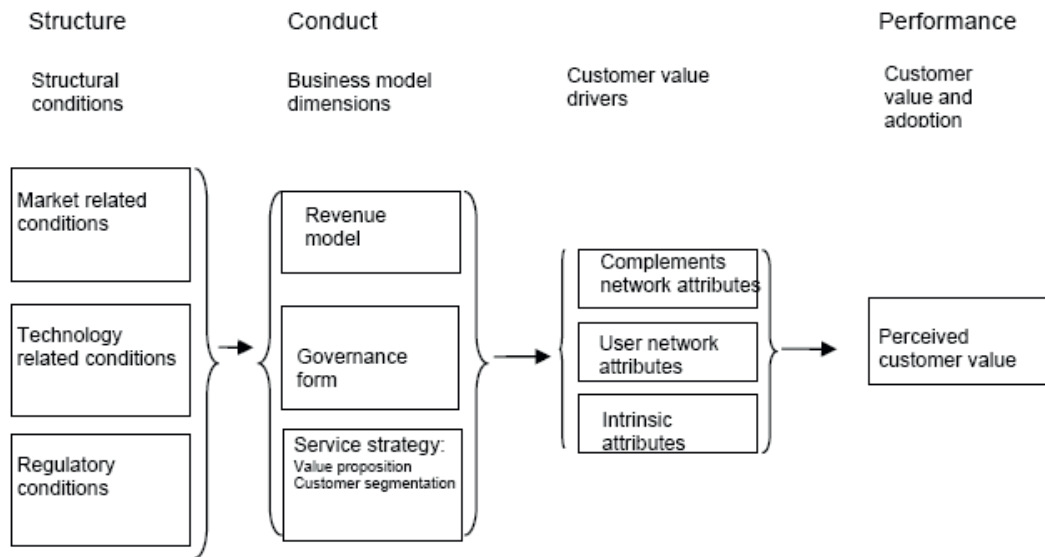 Structure
Conduct
Performance
Structural
conditions
Business model
dimensions
Customer value
drivers
Customer
value and
adoption
Market related
conditions
Technology
related conditions
Regulatory
conditions
Revenue
model
Governance
form
Service strategy:
Value proposition
Customer segmentation
Complements
network attributes
User network
attributes
Intrinsic
attributes
Perceived
customer value